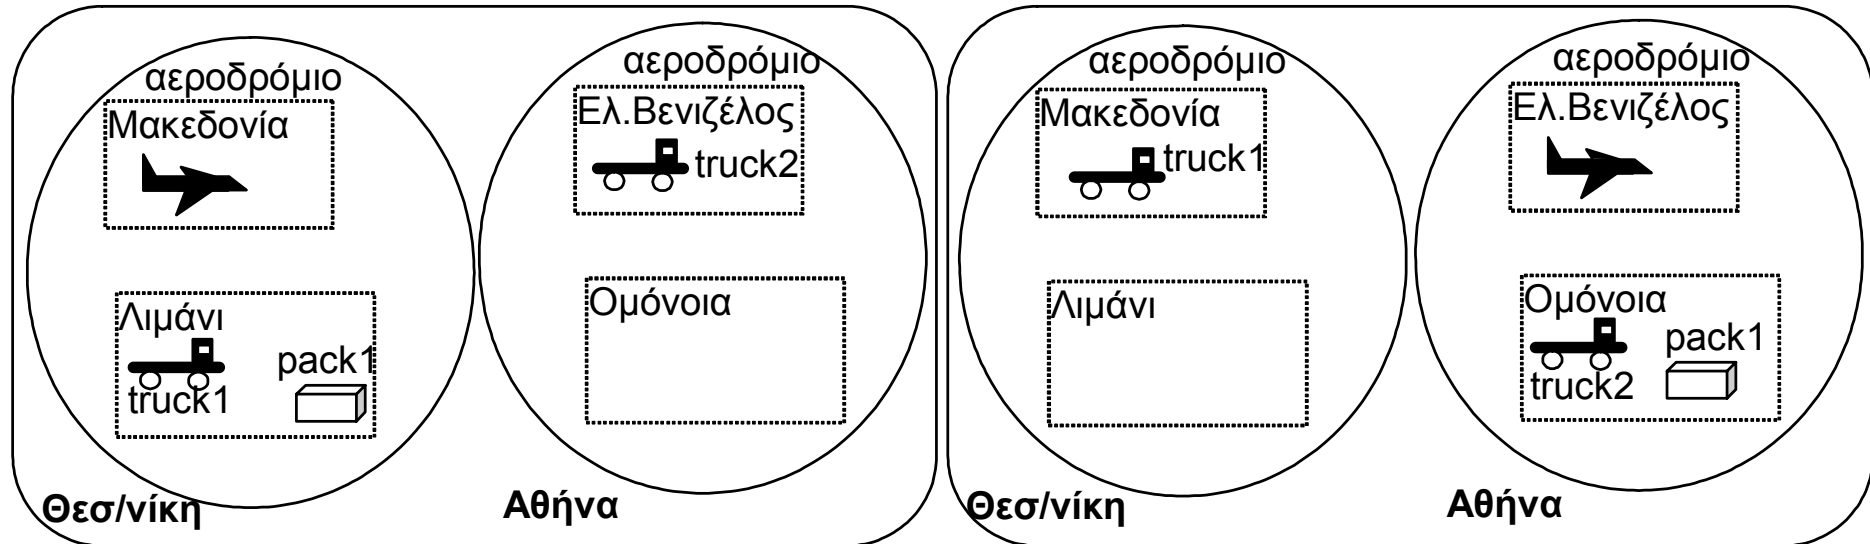 αεροδρόμιο
Μακεδονία
Λιμάνι
pack1
truck1
Θεσ/νίκη
αεροδρόμιο
Ελ.Βενιζέλος
truck2
Ομόνοια
Αθήνα
αεροδρόμιο
Μακεδονία
truck1
Λιμάνι
Θεσ/νίκη
αεροδρόμιο
Ελ.Βενιζέλος
Ομόνοια
pack1
truck2
Αθήνα